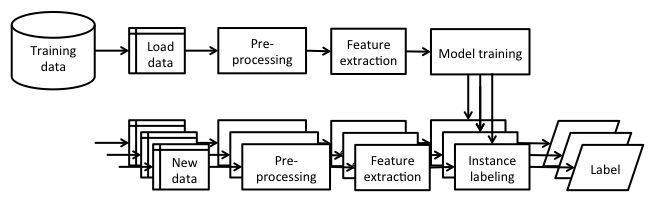 Training
data
Load
data
Pre-
processing
Feature
extraction
Model training
New
data
Pre-
processing
Feature
extraction
Instance
labeling
Label